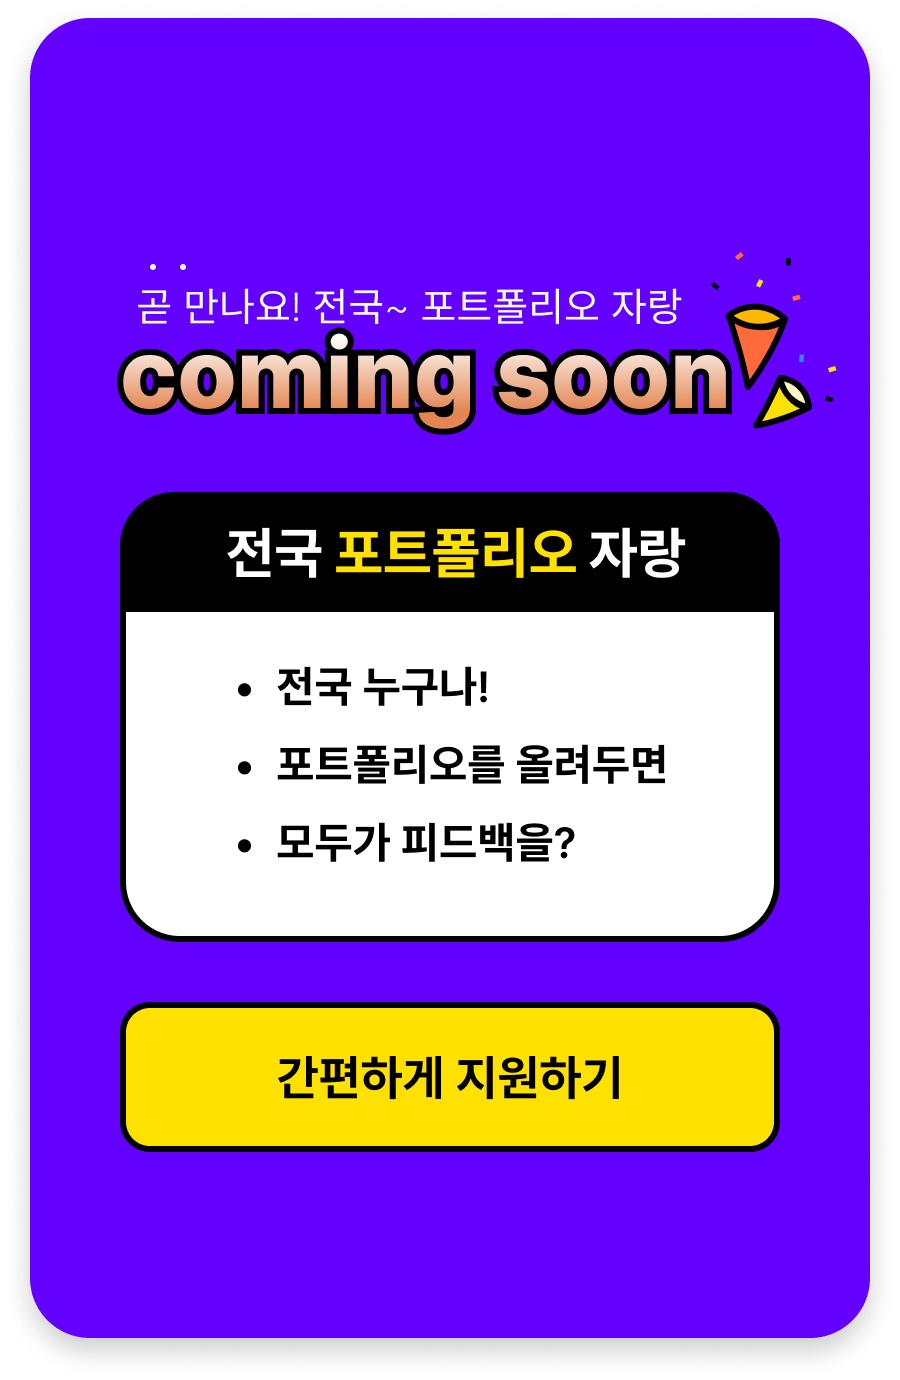 곧 만나요! 전국~ 포트폴리오 자랑
coming soon
전국 포트폴리오 자랑
• 전국 누구나!
• 포트폴리오를 올려두면
• 모두가 피드백을?
간편하게 지원하기